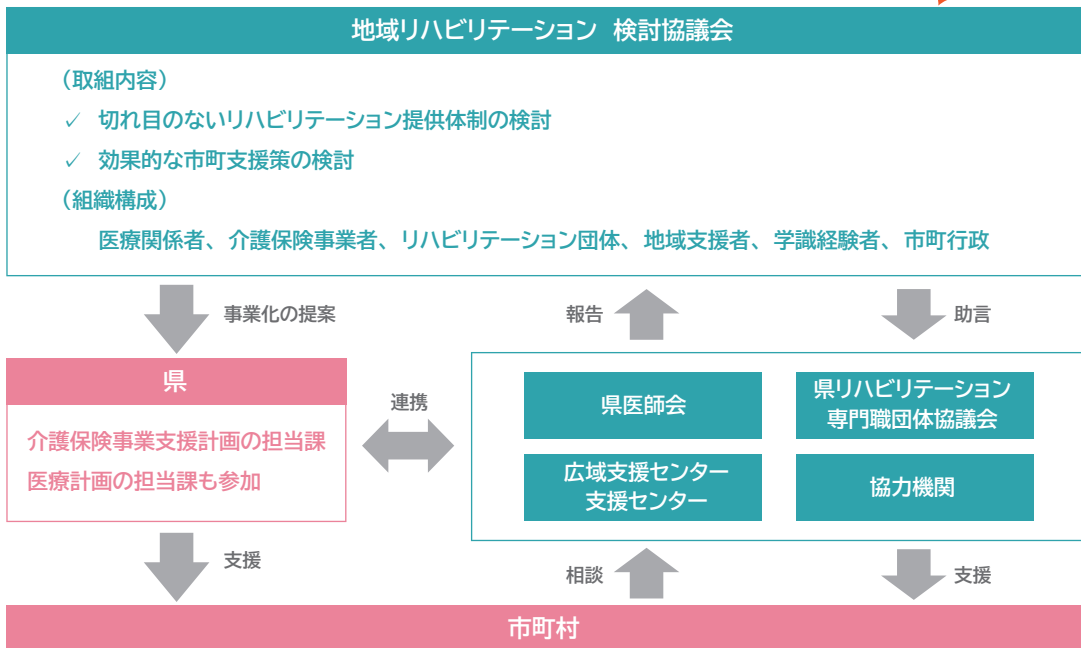 地域リハビリテーション 検討協議会
(取組内容)
✓ 切れ目のないリハビリテーション提供体制の検討
✓ 効果的な市町支援策の検討
(組織構成)
医療関係者、介護保険事業者、リハビリテーション団体、地域支援者、学識経験者、市町行政
事業化の提案
報告
助言
県
介護保険事業支援計画の担当課
医療計画の担当課も参加
連携
県医師会
県リハビリテーション
専門職団体協議会
広域支援センター
支援センター
協力機関
支援
相談
支援
市町村